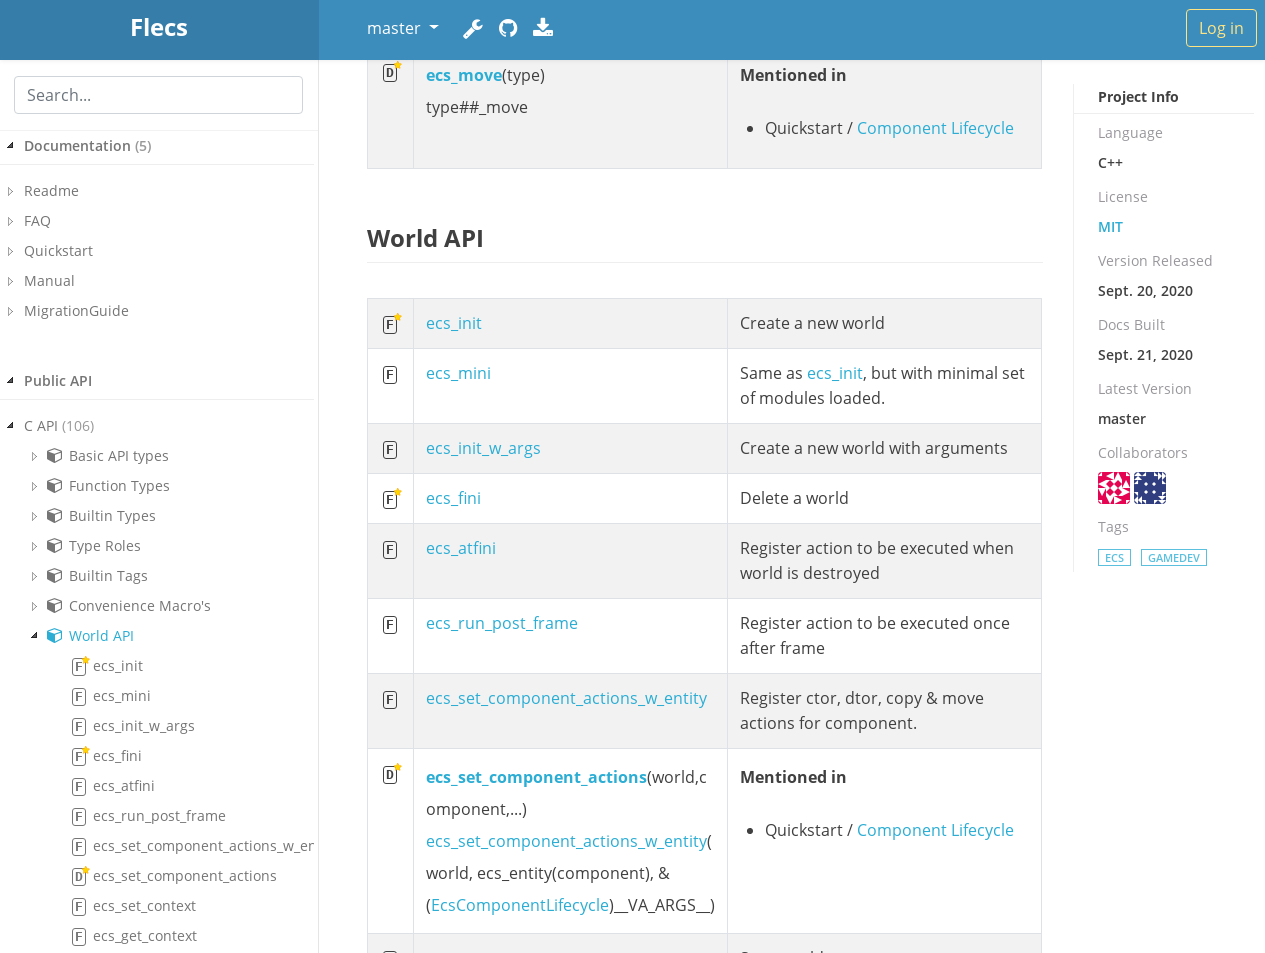 Flecs
master
Log in
Search...
Documentation (5)
Readme
FAQ
Quickstart
Manual
MigrationGuide
Public API
C API (106)
Basic API types
Function Types
Builtin Types
Type Roles
Builtin Tags
Convenience Macro's
World API
F ecs_init
F ecs_mini
F ecs_init_w_args
F ecs_fini
F ecs_atfini
F ecs_run_post_frame
F ecs_set_component_actions_w_en
D ecs_set_component_actions
F ecs_set_context
F ecs_get_context
D ecs_move(type)
type##_move
Mentioned in
Quickstart / Component Lifecycle
World API
F ecs_init Create a new world
F ecs_mini Same as ecs_init, but with minimal set
of modules loaded.
F ecs_init_w_args Create a new world with arguments
F ecs_fini Delete a world
F ecs_atfini Register action to be executed when
world is destroyed
F ecs_run_post_frame Register action to be executed once
after frame
F ecs_set_component_actions_w_entity Register ctor, dtor, copy & move
actions for component.
D ecs_set_component_actions(world,c
omponent,...)
ecs_set_component_actions_w_entity(
world, ecs_entity(component), &
(EcsComponentLifecycle)__VA_ARGS__)
Mentioned in
Quickstart / Component Lifecycle
Project Info
Language
C++
License
MIT
Version Released
Sept. 20, 2020
Docs Built
Sept. 21, 2020
Latest Version
master
Collaborators
Tags
ECS GAMEDEV